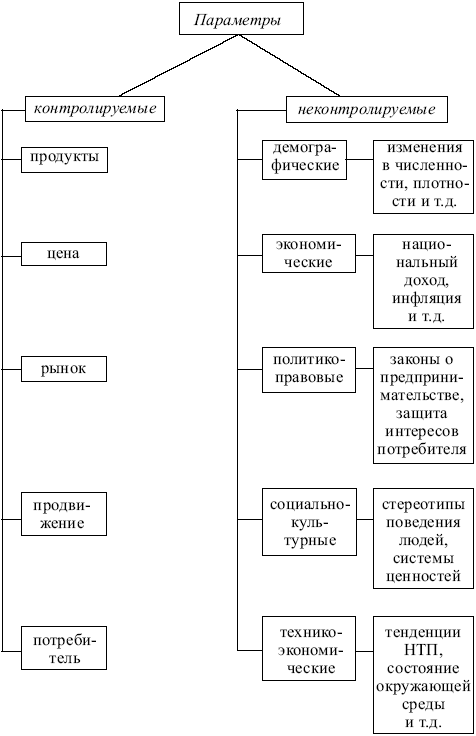 Параметры
контролируемые
продукты
цена
рынок
продви-
жение
потреби-
тель
неконтролируемые
демогра-
фические
изменения
в численно-
сти, плотно-
сти и т.д.
экономи-
ческие
нацио-
нальный
доход,
инфляция
и т.д.
политико-
правовые
законы о
предприни-
мательстве,
защита
интересов
потребителя
социально-
куль-
турные
стереотипы
поведения
людей,
системы
ценностей
технико-
экономи-
ческие
тенденции
НТП,
состояние
окружающей
среды
и т.д.